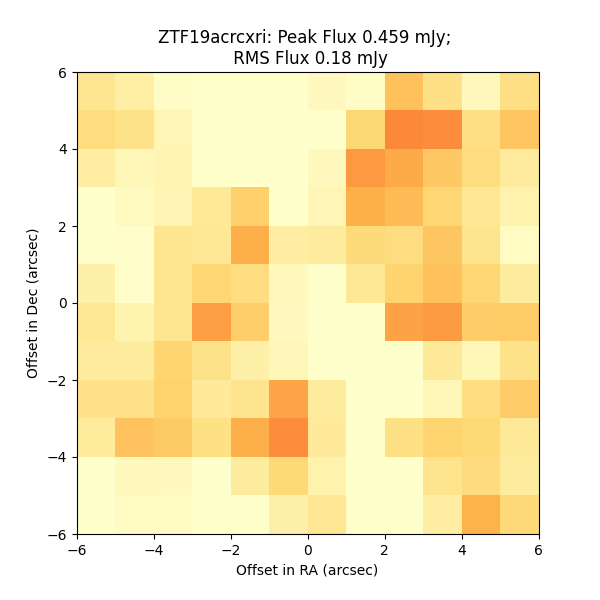 ZTF19acrcxri: Peak Flux 0.459 mJy;
RMS Flux 0.18 mJy
6
4
2
0
−2
−4
−6
Offset in Dec (arcsec)
−6 −4 −2 0 2 4 6
Offset in RA (arcsec)